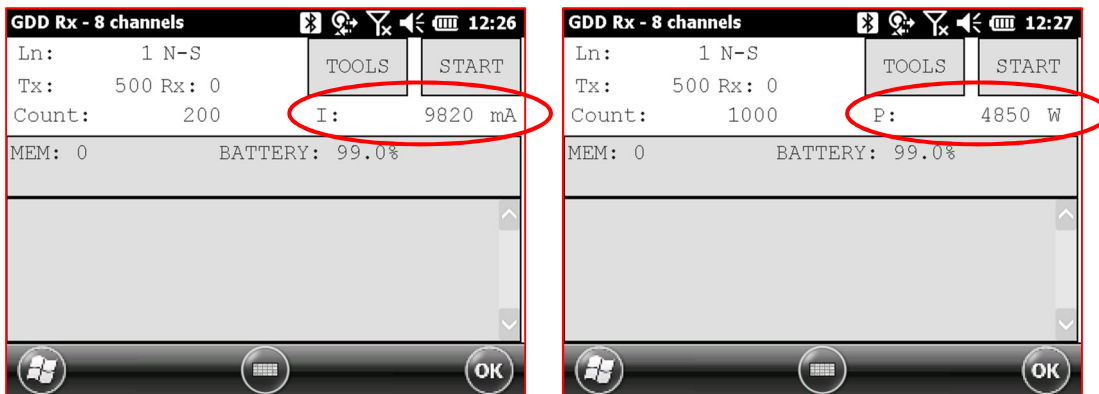 GDD Rx - 8 channels 12:26
Ln: 1 N-S
TOOLS START
Tx: 500 Rx: 0
Count: 200 I: 9820 mA
MEM: 0 BATTERY: 99.0%
OK
GDD Rx - 8 channels 12:27
Ln: 1 N-S
TOOLS START
Tx: 500 Rx: 0
Count: 1000 P: 4850 W
MEM: 0 BATTERY: 99.0%
OK